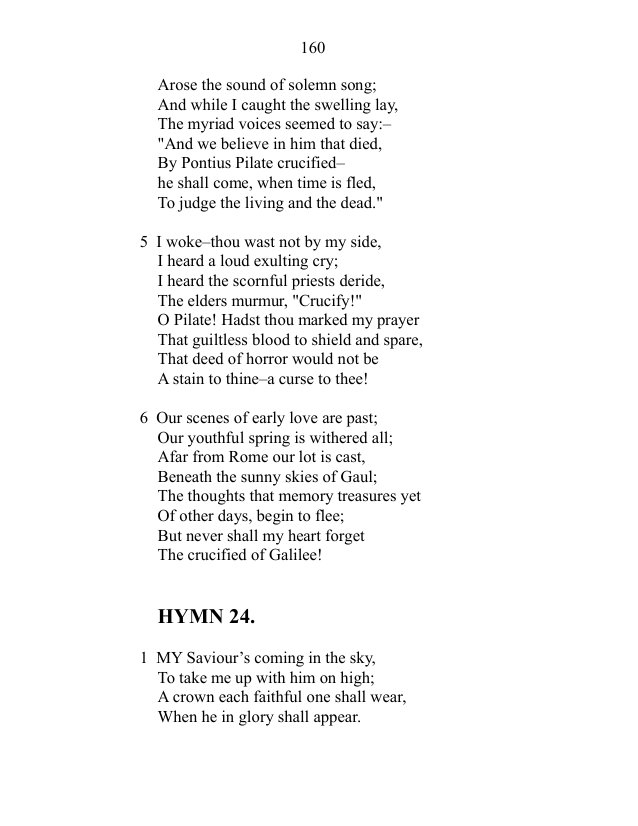 160
Arose the sound of solemn song;
And while I caught the swelling lay,
The myriad voices seemed to say:–
"And we believe in him that died,
By Pontius Pilate crucified–
he shall come, when time is fled,
To judge the living and the dead."
5 I woke–thou wast not by my side,
I heard a loud exulting cry;
I heard the scornful priests deride,
The elders murmur, "Crucify!"
O Pilate! Hadst thou marked my prayer
That guiltless blood to shield and spare,
That deed of horror would not be
A stain to thine–a curse to thee!
6 Our scenes of early love are past;
Our youthful spring is withered all;
Afar from Rome our lot is cast,
Beneath the sunny skies of Gaul;
The thoughts that memory treasures yet
Of other days, begin to flee;
But never shall my heart forget
The crucified of Galilee!
HYMN 24.
1 MY Saviour’s coming in the sky,
To take me up with him on high;
A crown each faithful one shall wear,
When he in glory shall appear.